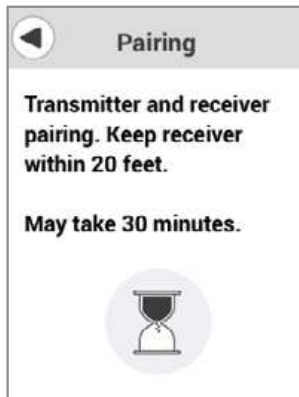 Pairing
Transmitter and receiver
pairing. Keep receiver
within 20 feet.
May take 30 minutes.